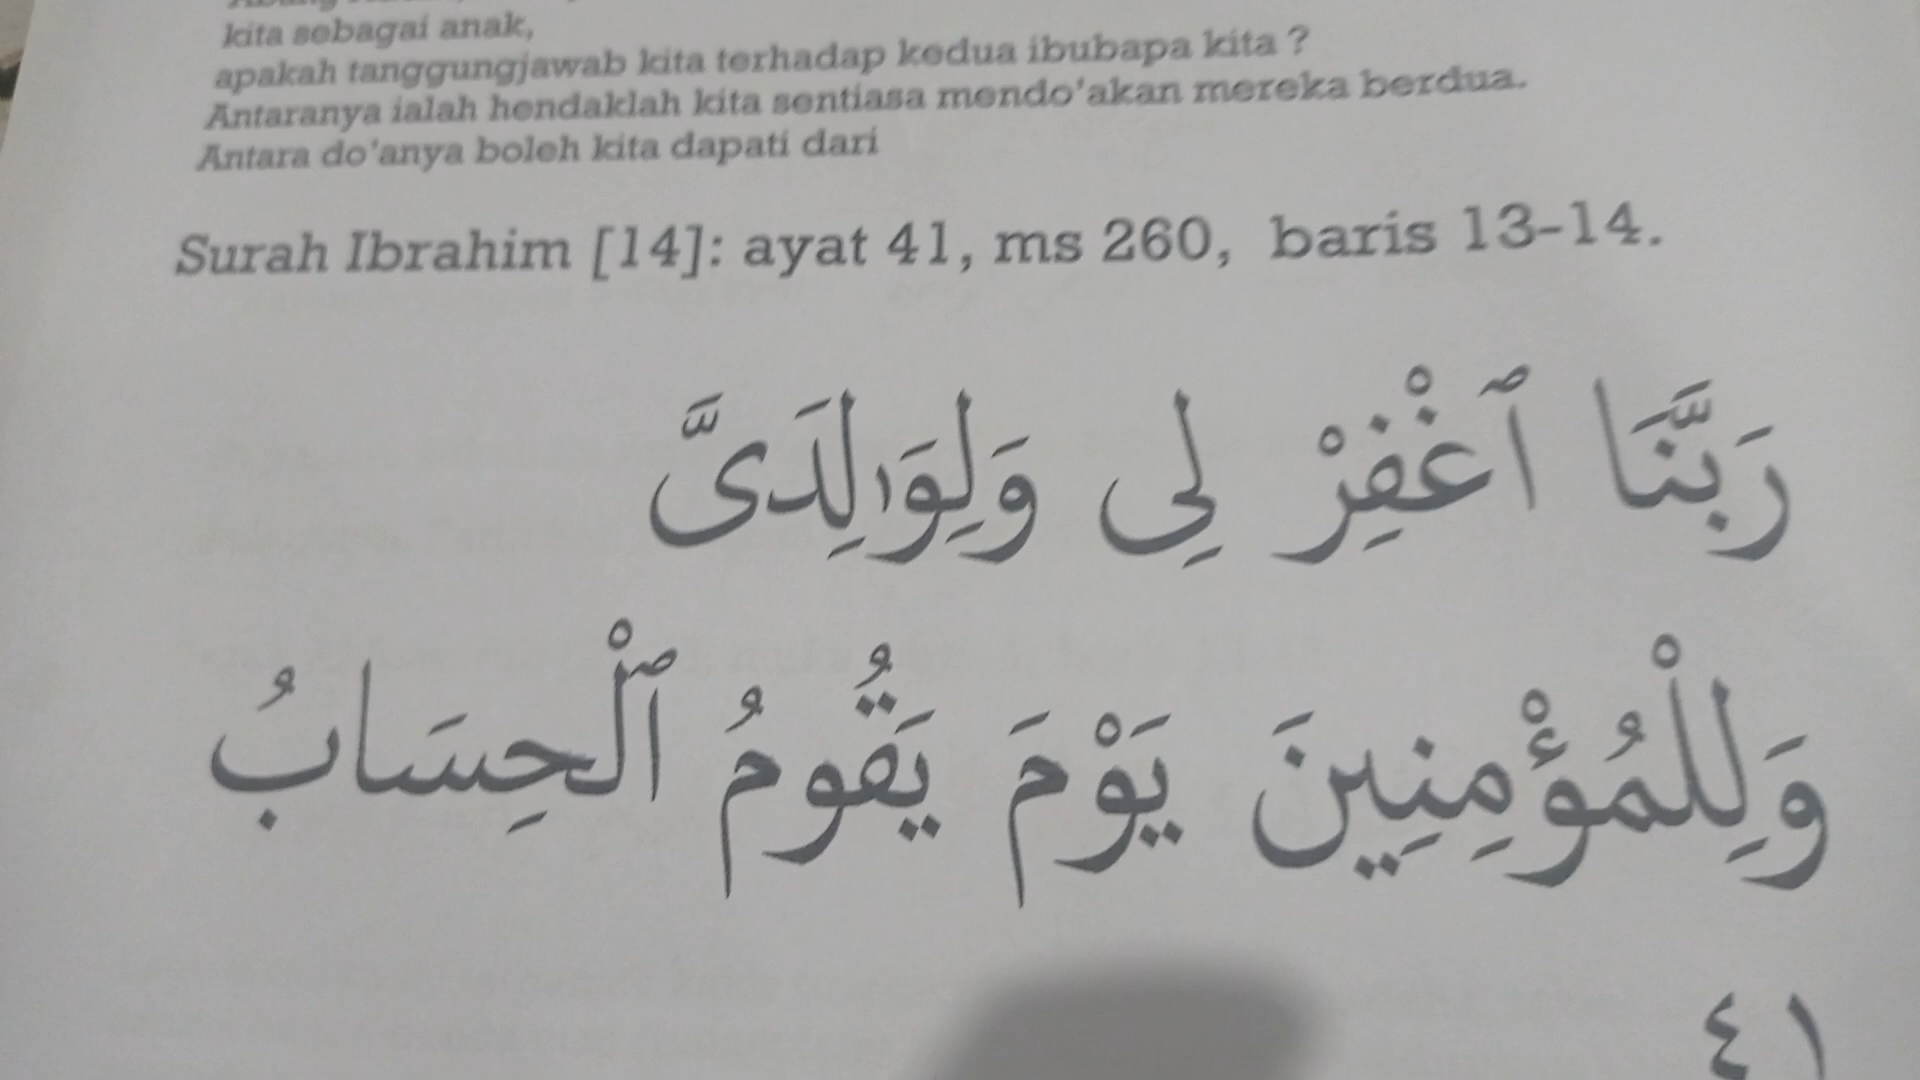 kita sebagai anak,
apakah tanggungjawab kita terhadap kedua ibubapa kita ?
Antaranya ialah hendaklah kita sentiasa mendo'akan mereka berdua.
Antara do'anya boleh kita dapati dari
Surah Ibrahim [14]: ayat 41, ms 260, baris 13-14.
رَبَّنَا ٱغْفِرْ لِى وَلِوَٰلِدَىَّ
وَلِلْمُؤْمِنِينَ يَوْمَ يَقُومُ ٱلْحِسَابُ
٤١